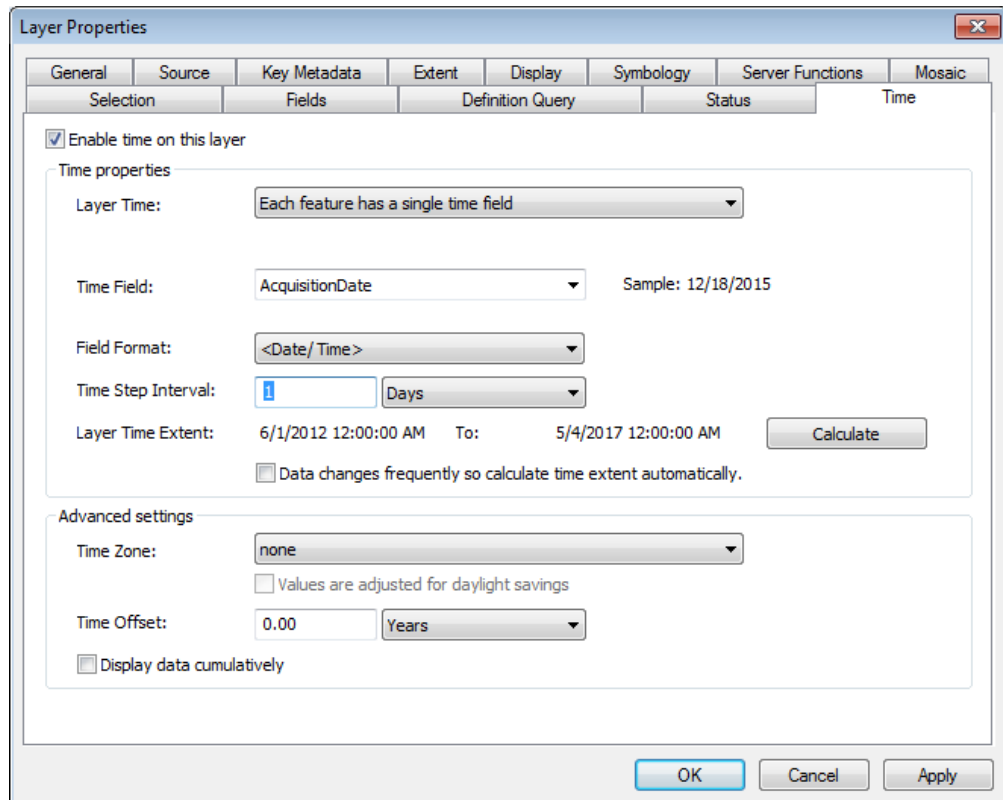 Layer Properties
General Source Key Metadata Extent Display Symbology Server Functions Mosaic
Selection Fields Definition Query Status Time
Enable time on this layer
Time properties
Layer Time: Each feature has a single time field
Time Field: AcquisitionDate Sample: 12/18/2015
Field Format: <Date/Time>
Time Step Interval: 1 Days
Layer Time Extent: 6/1/2012 12:00:00 AM To: 5/4/2017 12:00:00 AM Calculate
Data changes frequently so calculate time extent automatically.
Advanced settings
Time Zone: none
Values are adjusted for daylight savings
Time Offset: 0.00 Years
Display data cumulatively
OK Cancel Apply